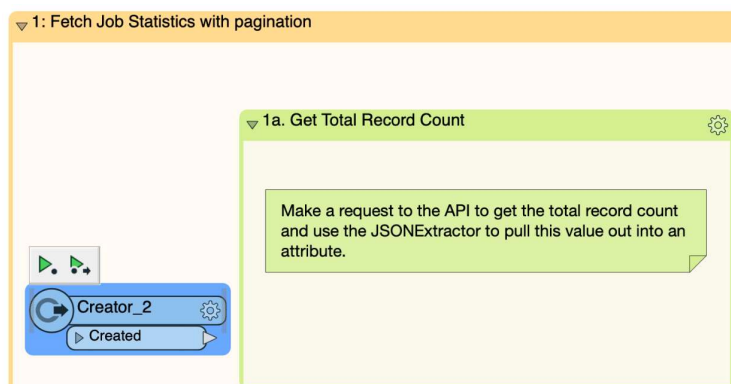 1: Fetch Job Statistics with pagination
1a. Get Total Record Count
Make a request to the API to get the total record count
and use the JSONExtractor to pull this value out into an
attribute.
Creator_2
Created